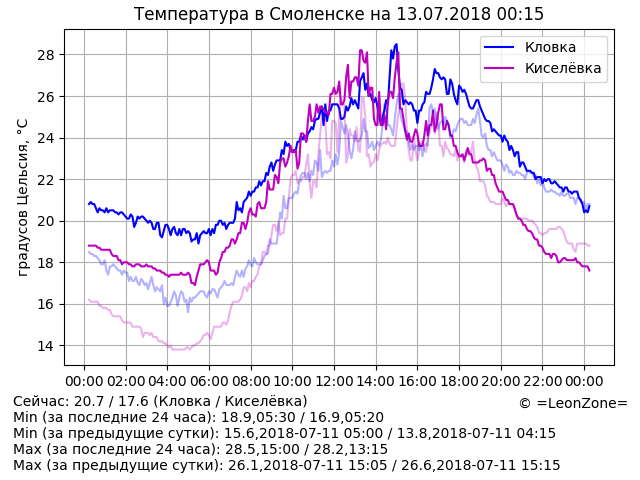 Температура в Смоленске на 13.07.2018 00:15
градусов Цельсия, °C
28
26
24
22
20
18
16
14
Кловка
Киселёвка
00:00 02:00 04:00 06:00 08:00 10:00 12:00 14:00 16:00 18:00 20:00 22:00 00:00
Сейчас: 20.7 / 17.6 (Кловка / Киселёвка)
© =LeonZone=
Min (за последние 24 часа): 18.9,05:30 / 16.9,05:20
Min (за предыдущие сутки): 15.6,2018-07-11 05:00 / 13.8,2018-07-11 04:15
Max (за последние 24 часа): 28.5,15:00 / 28.2,13:15
Max (за предыдущие сутки): 26.1,2018-07-11 15:05 / 26.6,2018-07-11 15:15